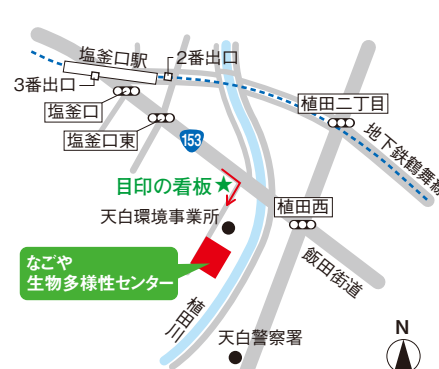 塩釜口駅
2番出口
3番出口
塩釜口
塩釜口東
153
植田二丁目
地下鉄鶴舞線
目印の看板★
植田西
天白環境事業所
飯田街道
なごや
生物多様性センター
植田川
天白警察署
N